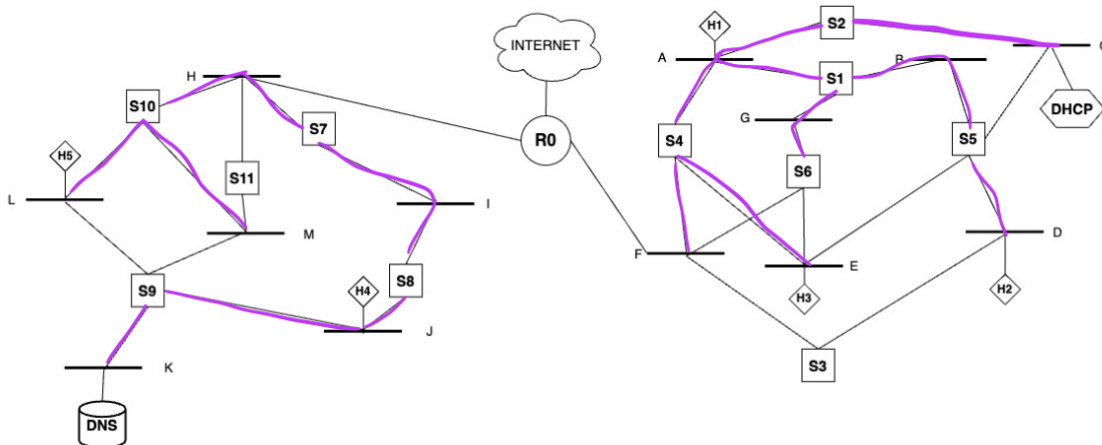 H1
S2
INTERNET
A
B
C
H
S10
S1
S7
G
DHCP
H5
R0
S4
S5
S11
S6
L
I
M
F
D
E
S9
H4
S8
H3
H2
J
K
S3
DNS